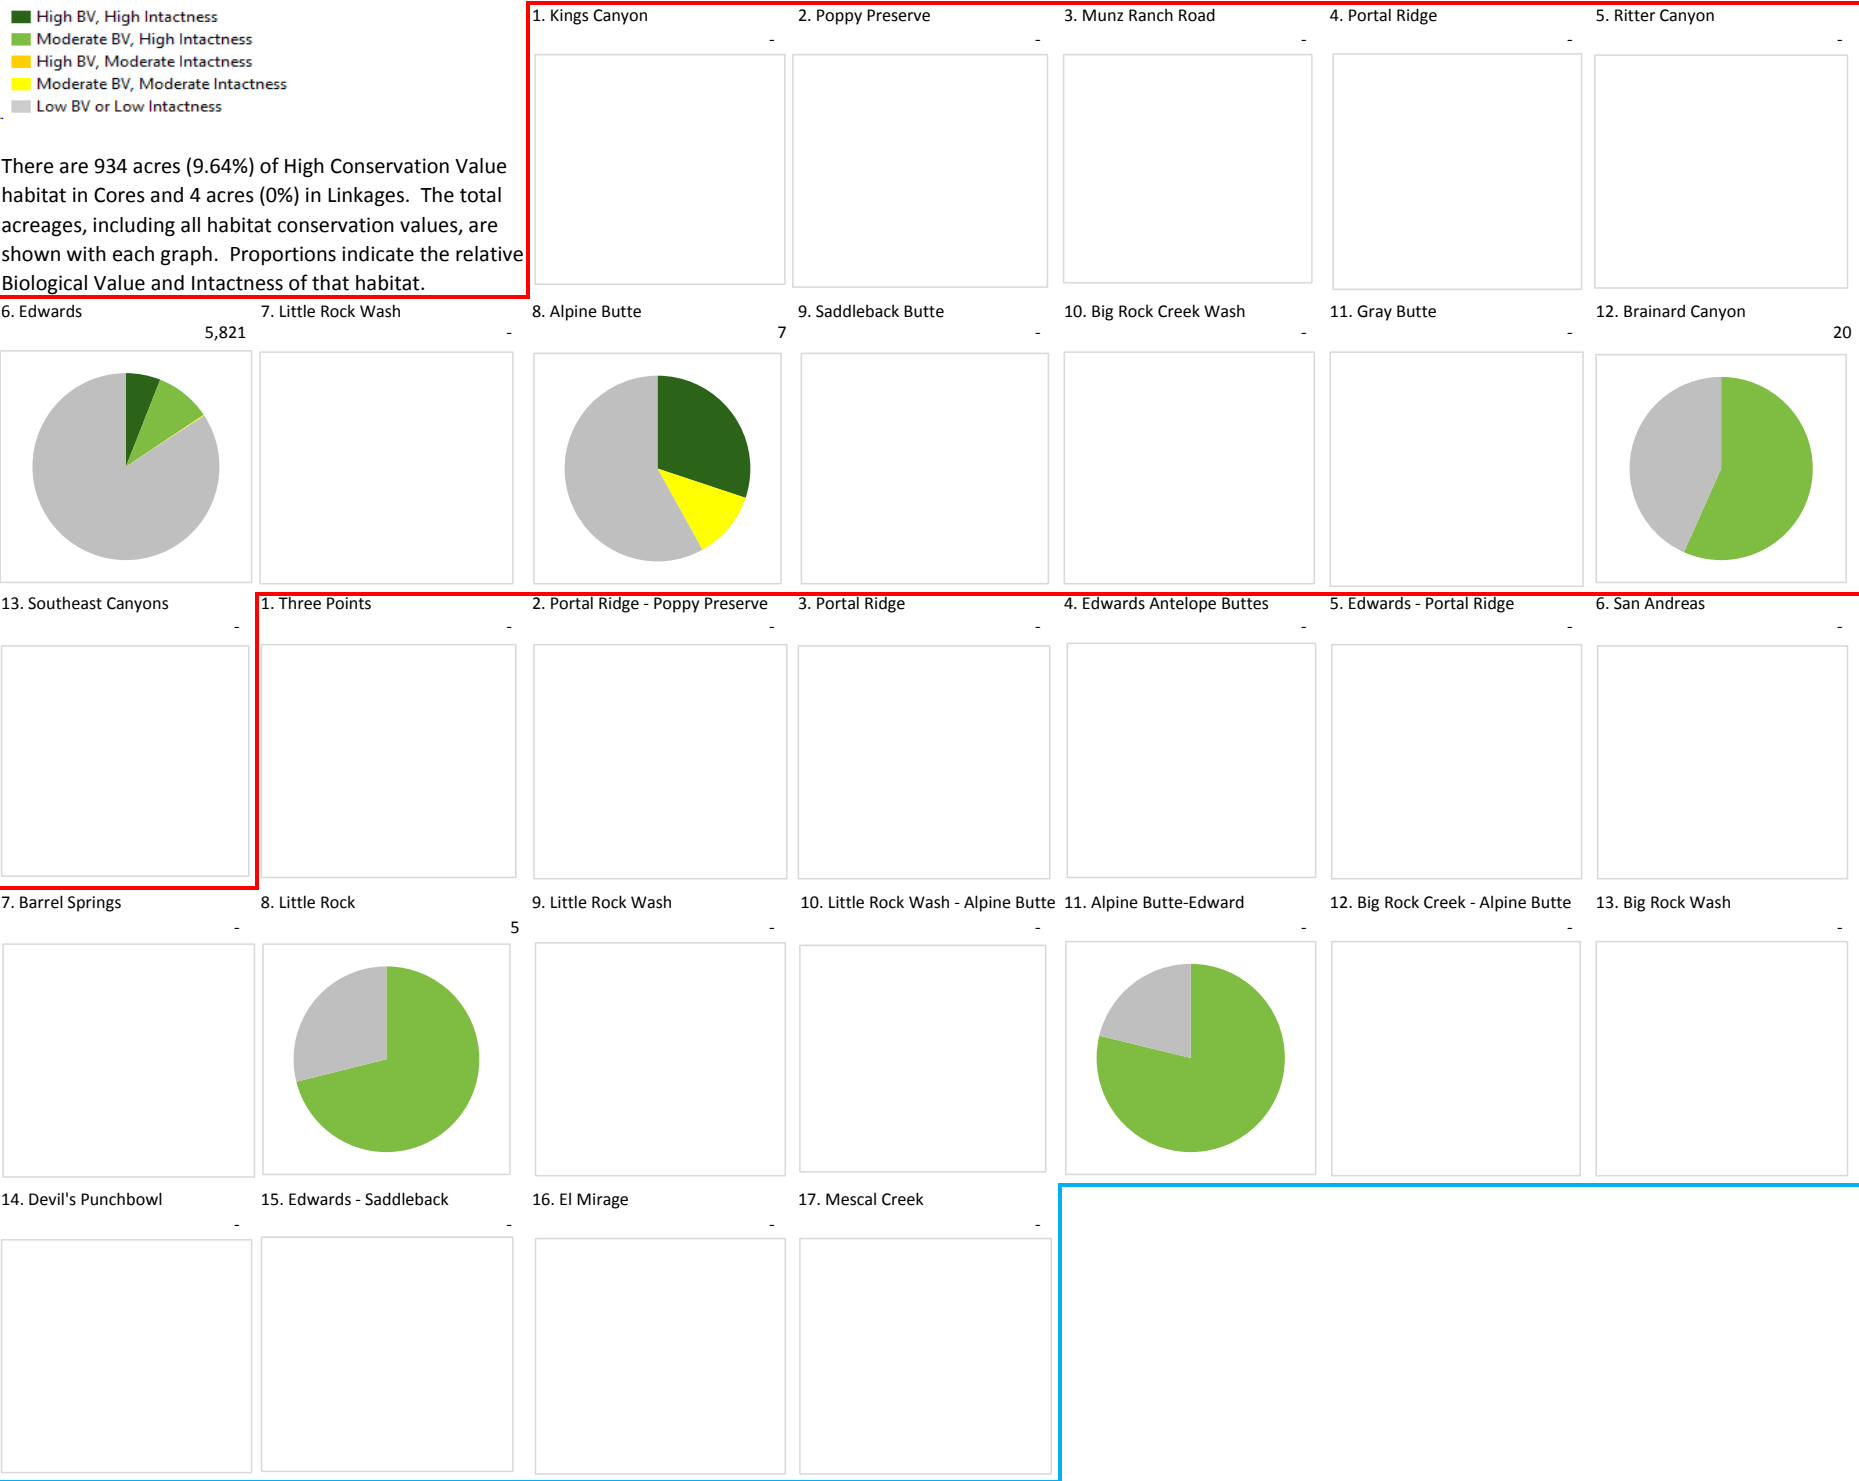 High BV, High Intactness
Moderate BV, High Intactness
High BV, Moderate Intactness
Moderate BV, Moderate Intactness
Low BV or Low Intactness
There are 934 acres (9.64%) of High Conservation Value
habitat in Cores and 4 acres (0%) in Linkages.  The total
acreages, including all habitat conservation values, are
shown with each graph.  Proportions indicate the relative
Biological Value and Intactness of that habitat.
1. Kings Canyon
-
2. Poppy Preserve
-
3. Munz Ranch Road
-
4. Portal Ridge
-
5. Ritter Canyon
-
6. Edwards
5,821
7. Little Rock Wash
-
8. Alpine Butte
7
9. Saddleback Butte
-
10. Big Rock Creek Wash
-
11. Gray Butte
-
12. Brainard Canyon
20
13. Southeast Canyons
-
1. Three Points
-
2. Portal Ridge - Poppy Preserve
-
3. Portal Ridge
-
4. Edwards Antelope Buttes
-
5. Edwards - Portal Ridge
-
6. San Andreas
-
7. Barrel Springs
-
8. Little Rock
5
9. Little Rock Wash
-
10. Little Rock Wash - Alpine Butte
-
11. Alpine Butte-Edward
-
12. Big Rock Creek - Alpine Butte
-
13. Big Rock Wash
-
14. Devil's Punchbowl
-
15. Edwards - Saddleback
-
16. El Mirage
-
17. Mescal Creek
-